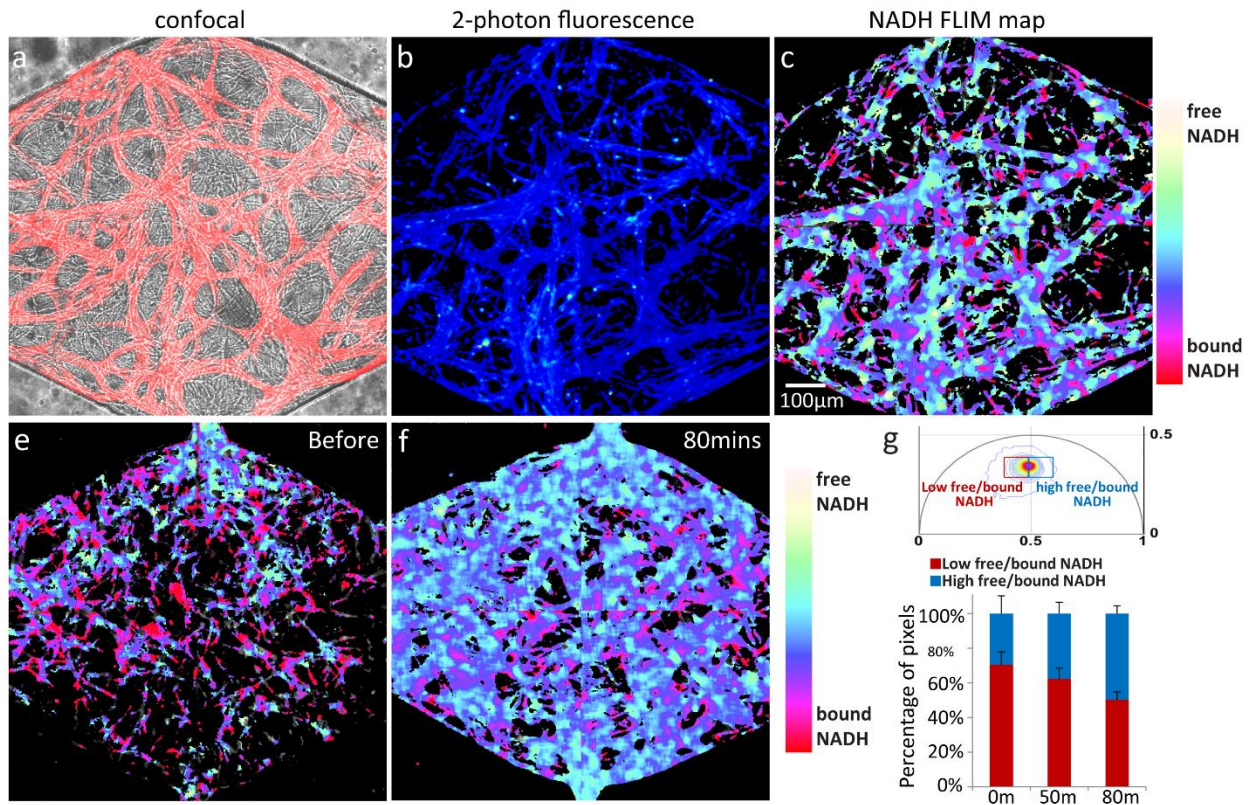 confocal
2-photon fluorescence
NADH FLIM map
a
b
c
free
NADH
bound
NADH
100μm
e
Before
f
80mins
free
NADH
bound
NADH
g
0.5
Low free/bound
NADH
high free/bound
NADH
0
0
0.5
1
Low free/bound NADH
High free/bound NADH
Percentage of pixels
100%
80%
60%
40%
20%
0%
0m
50m
80m